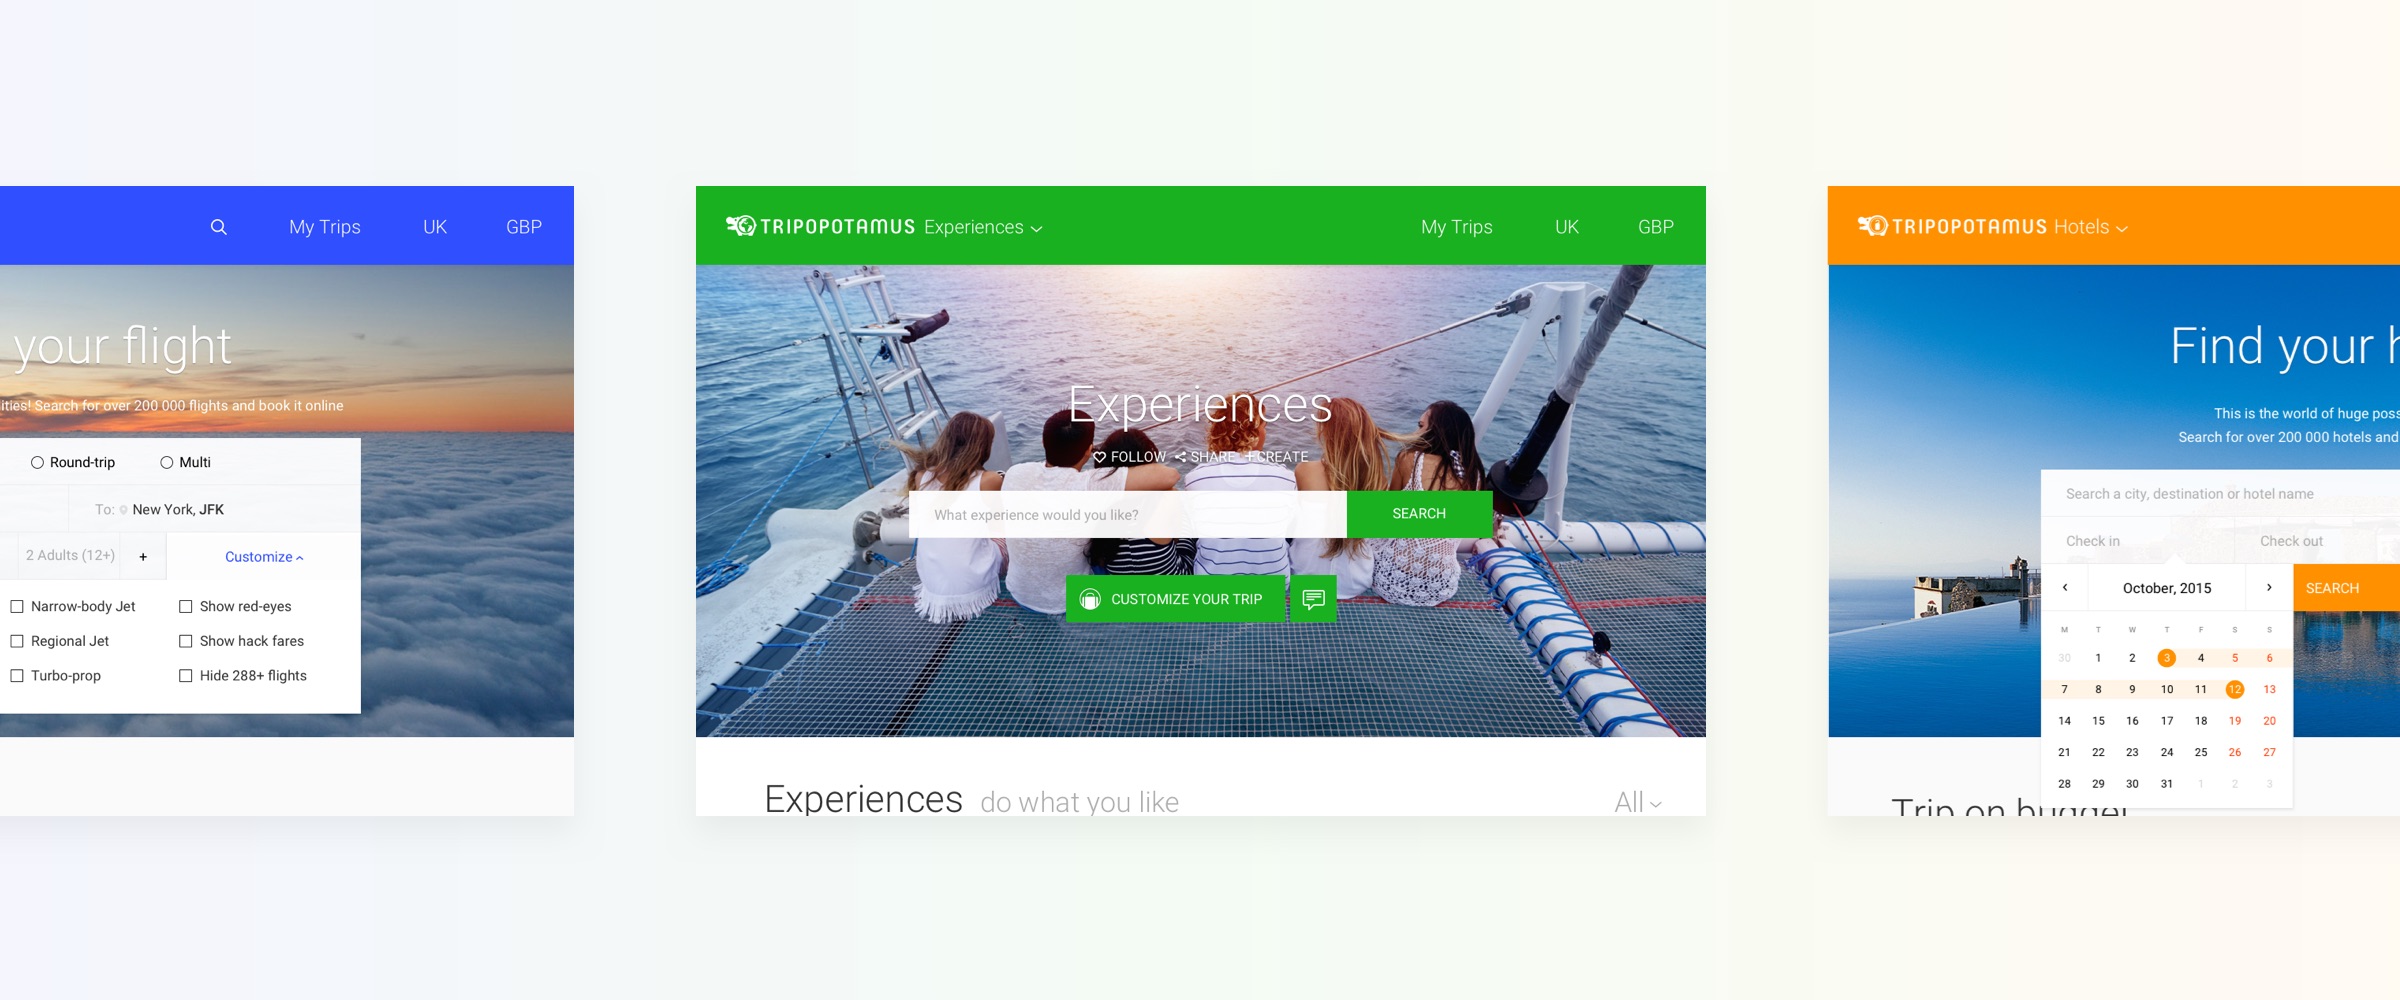 My Trips UK GBP
your flight
ities! Search for over 200 000 flights and book it online
Round-trip Multi
To: New York, JFK
2 Adults (12+) + Customize
Narrow-body Jet Show red-eyes
Regional Jet Show hack fares
Turbo-prop Hide 288+ flights
TRIPOPOTAMUS Experiences My Trips UK GBP
Experiences
FOLLOW SHARE +CREATE
What experience would you like? SEARCH
CUSTOMIZE YOUR TRIP
Experiences do what you like All
TRIPOPOTAMUS Hotels
Find your h
This is the world of huge poss
Search for over 200 000 hotels and
Search a city, destination or hotel name
Check in Check out
‹ October, 2015 › SEARCH
M T W T F S S
30 1 2 3 4 5 6
7 8 9 10 11 12 13
14 15 16 17 18 19 20
21 22 23 24 25 26 27
28 29 30 31 1 2 3
Trip on budget